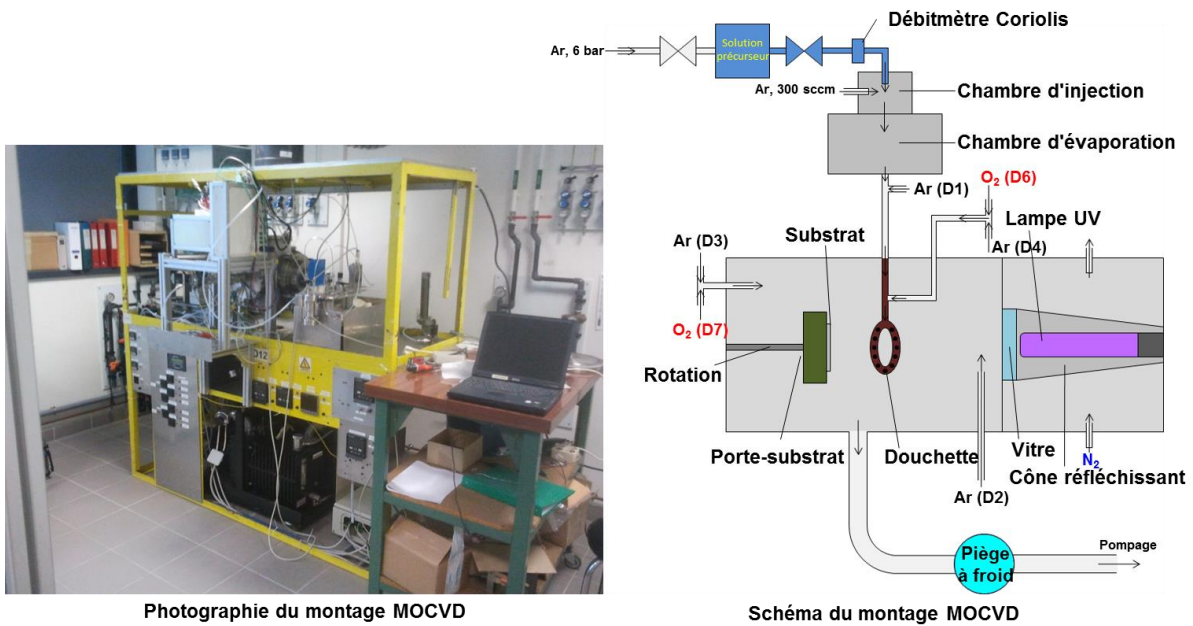 Débitmètre Coriolis
Ar, 6 bar
Solution
précurseur
Ar, 300 sccm
Chambre d'injection
Chambre d'évaporation
Ar (D1)
O₂ (D6)
Lampe UV
Ar (D4)
Substrat
Ar (D3)
O₂ (D7)
Rotation
Porte-substrat
Douchette
Vitre
N₂
Cône réfléchissant
Ar (D2)
Piège
à froid
Pompage
D12
Photographie du montage MOCVD
Schéma du montage MOCVD